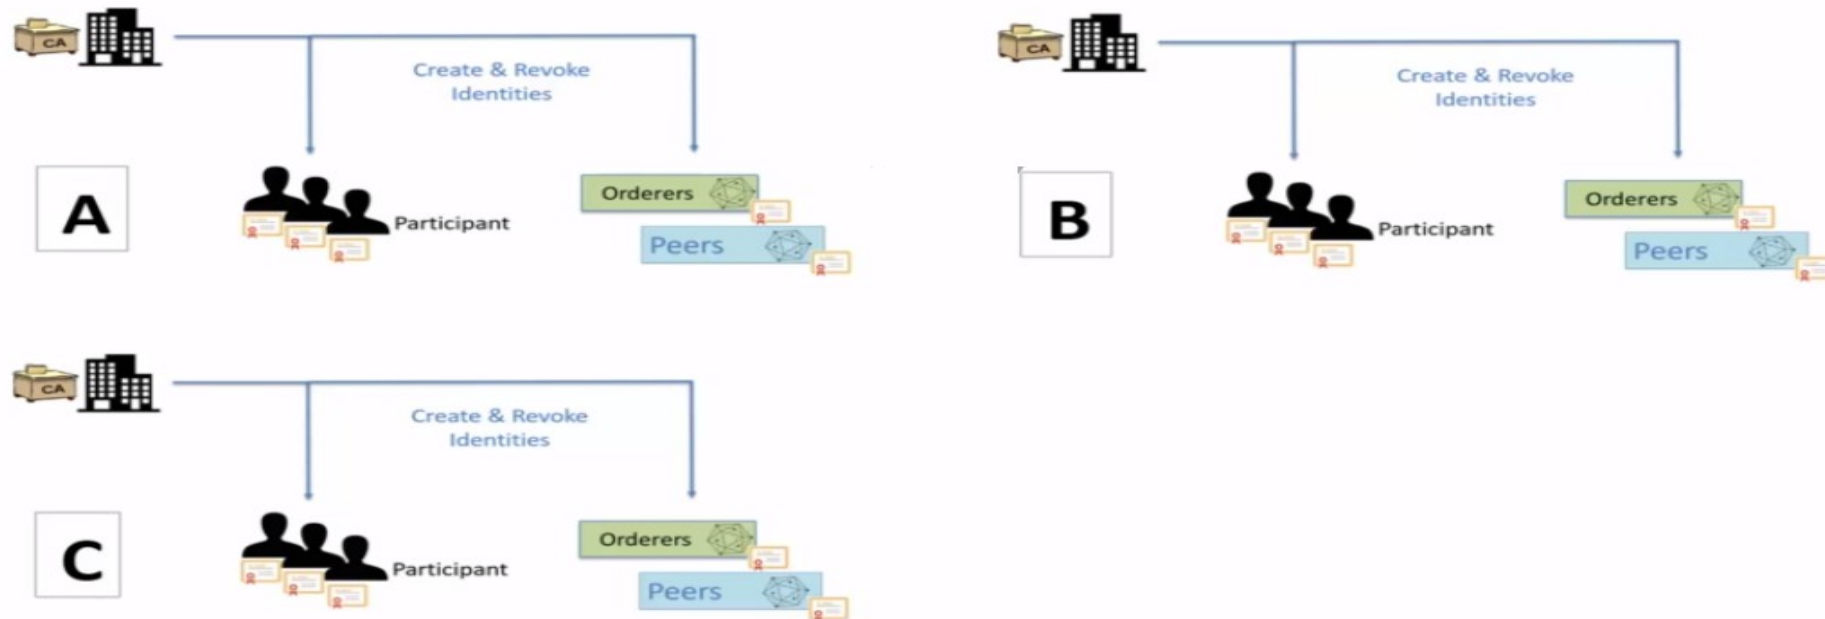 CA
Create & Revoke
Identities
A
Participant
Orderers
Peers
CA
Create & Revoke
Identities
B
Participant
Orderers
Peers
CA
Create & Revoke
Identities
C
Participant
Orderers
Peers